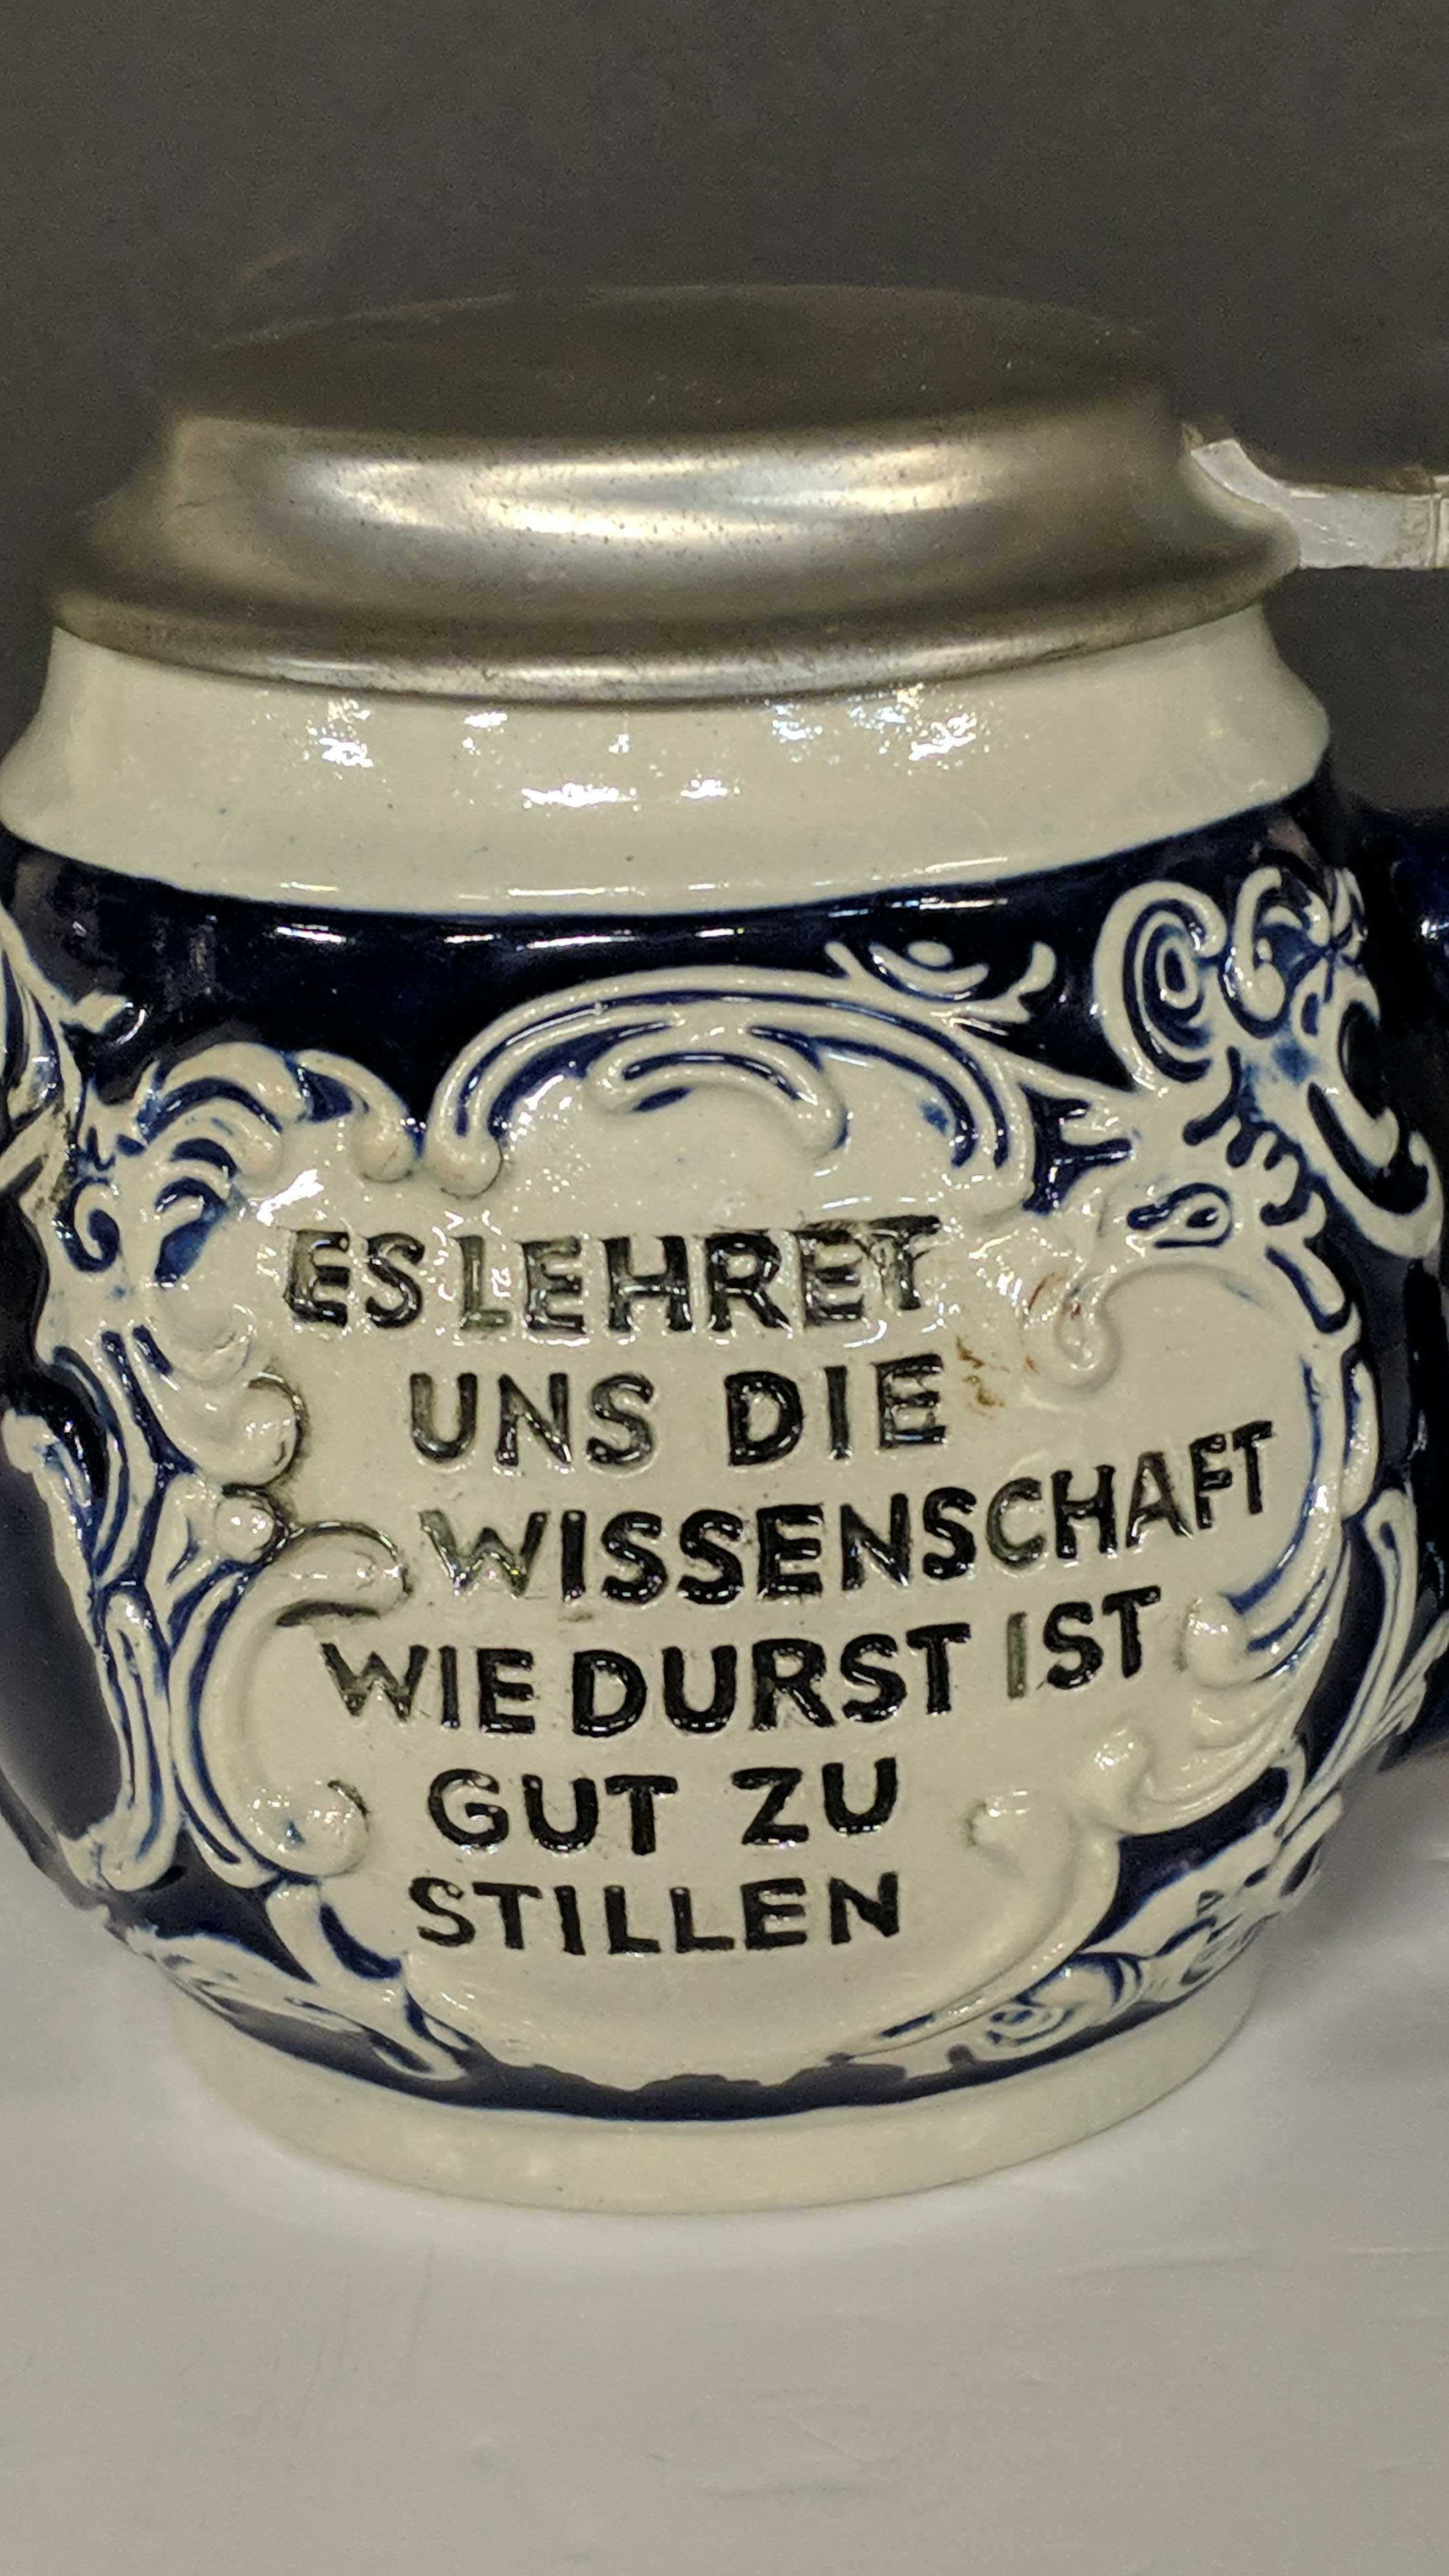 ES LEHRET
UNS DIE
WISSENSCHAFT
WIE DURST IST
GUT ZU
STILLEN